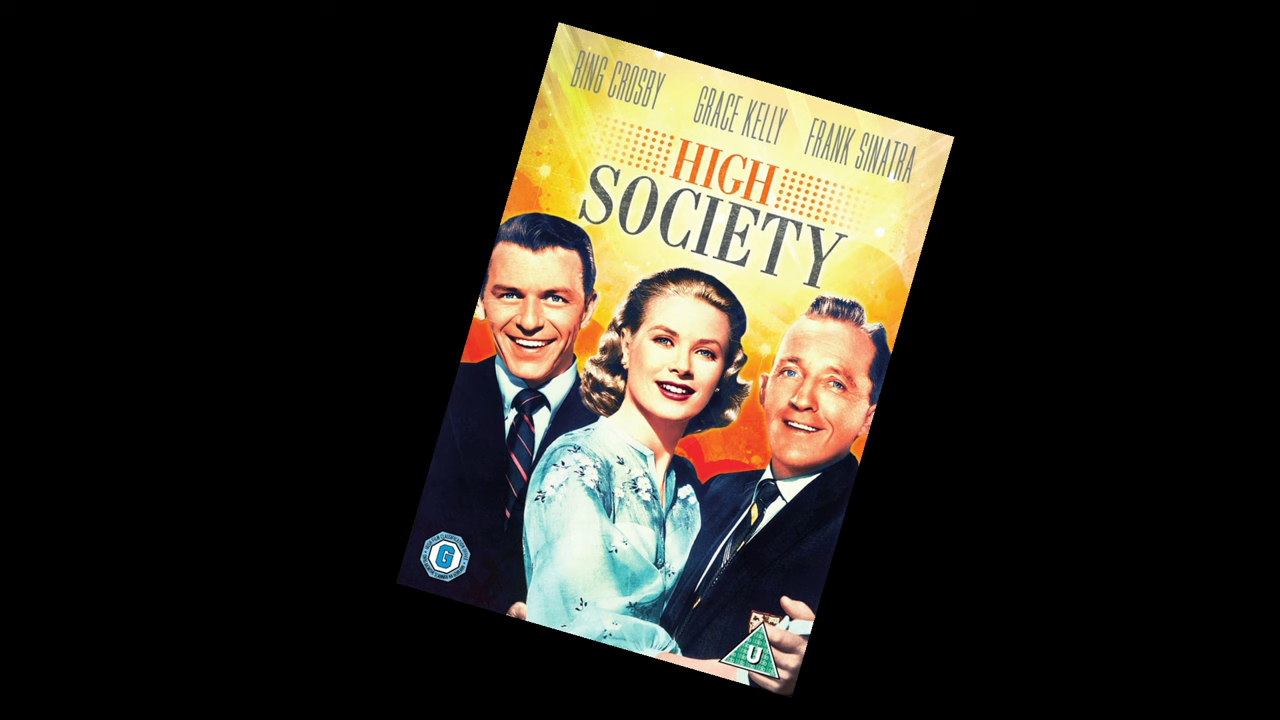 BING CROSBY GRACE KELLY FRANK SINATRA
HIGH
SOCIETY
G
U